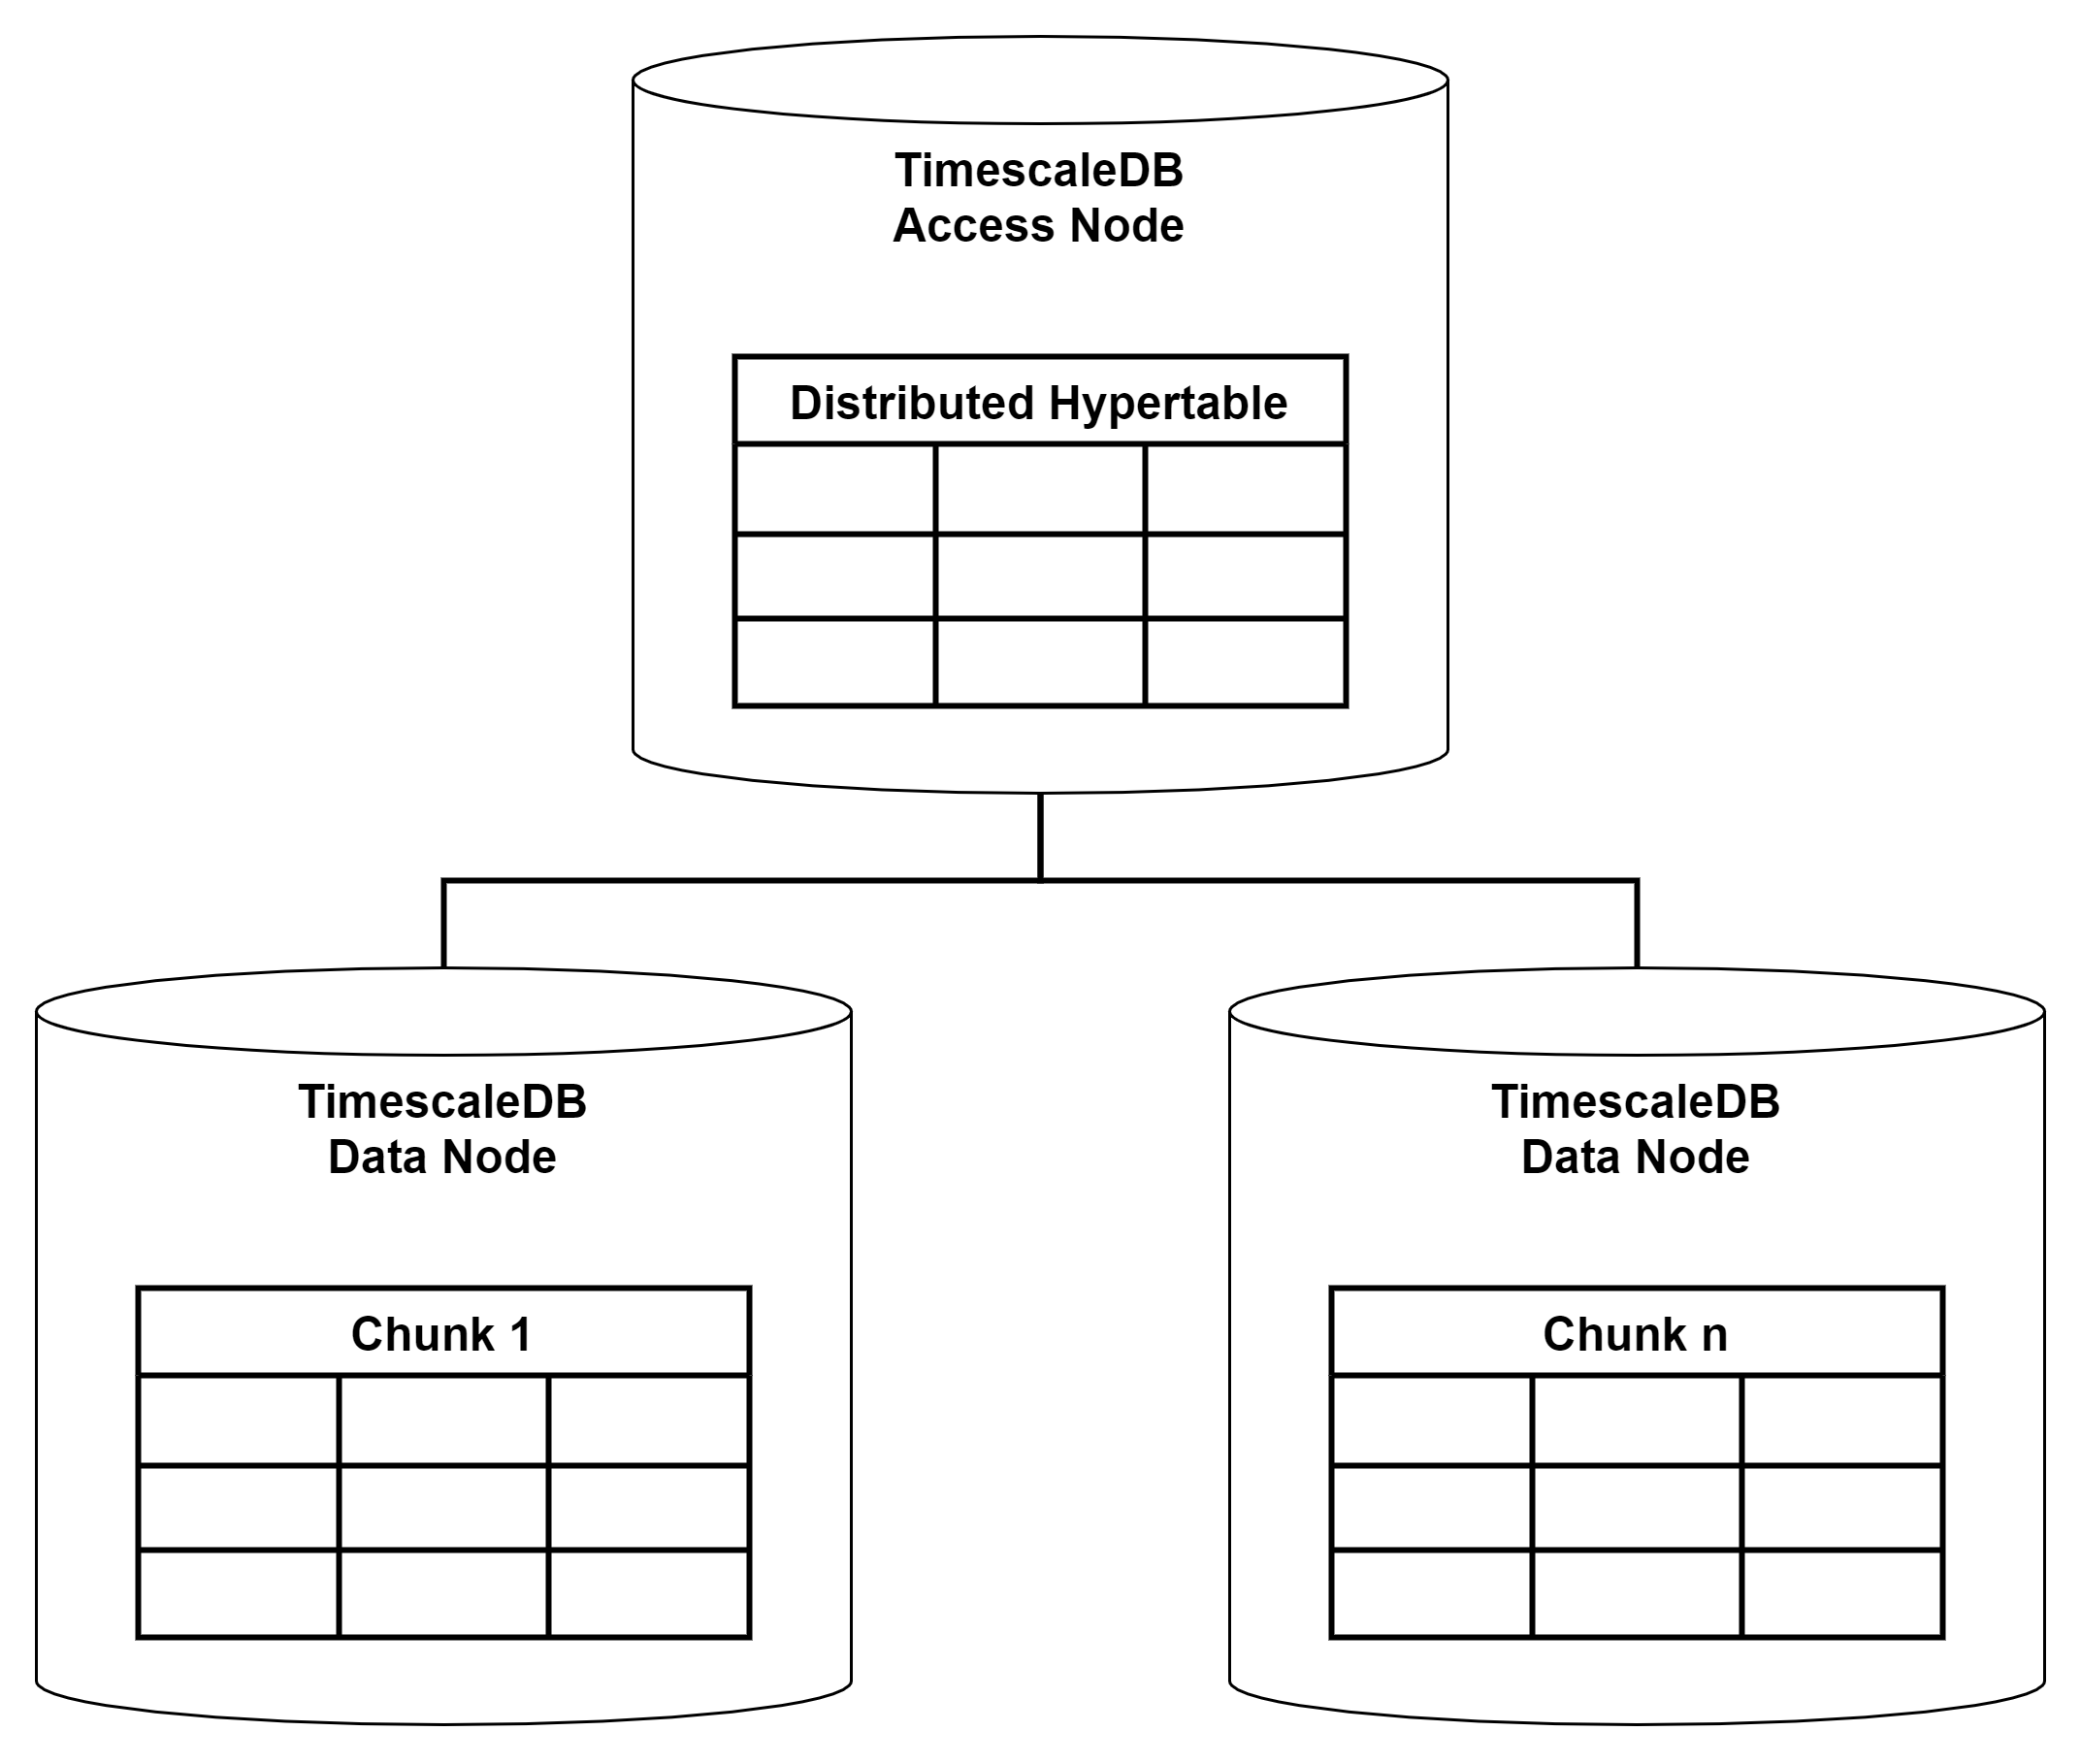 TimescaleDB
Access Node
Distributed Hypertable
TimescaleDB
Data Node
Chunk 1
TimescaleDB
Data Node
Chunk n